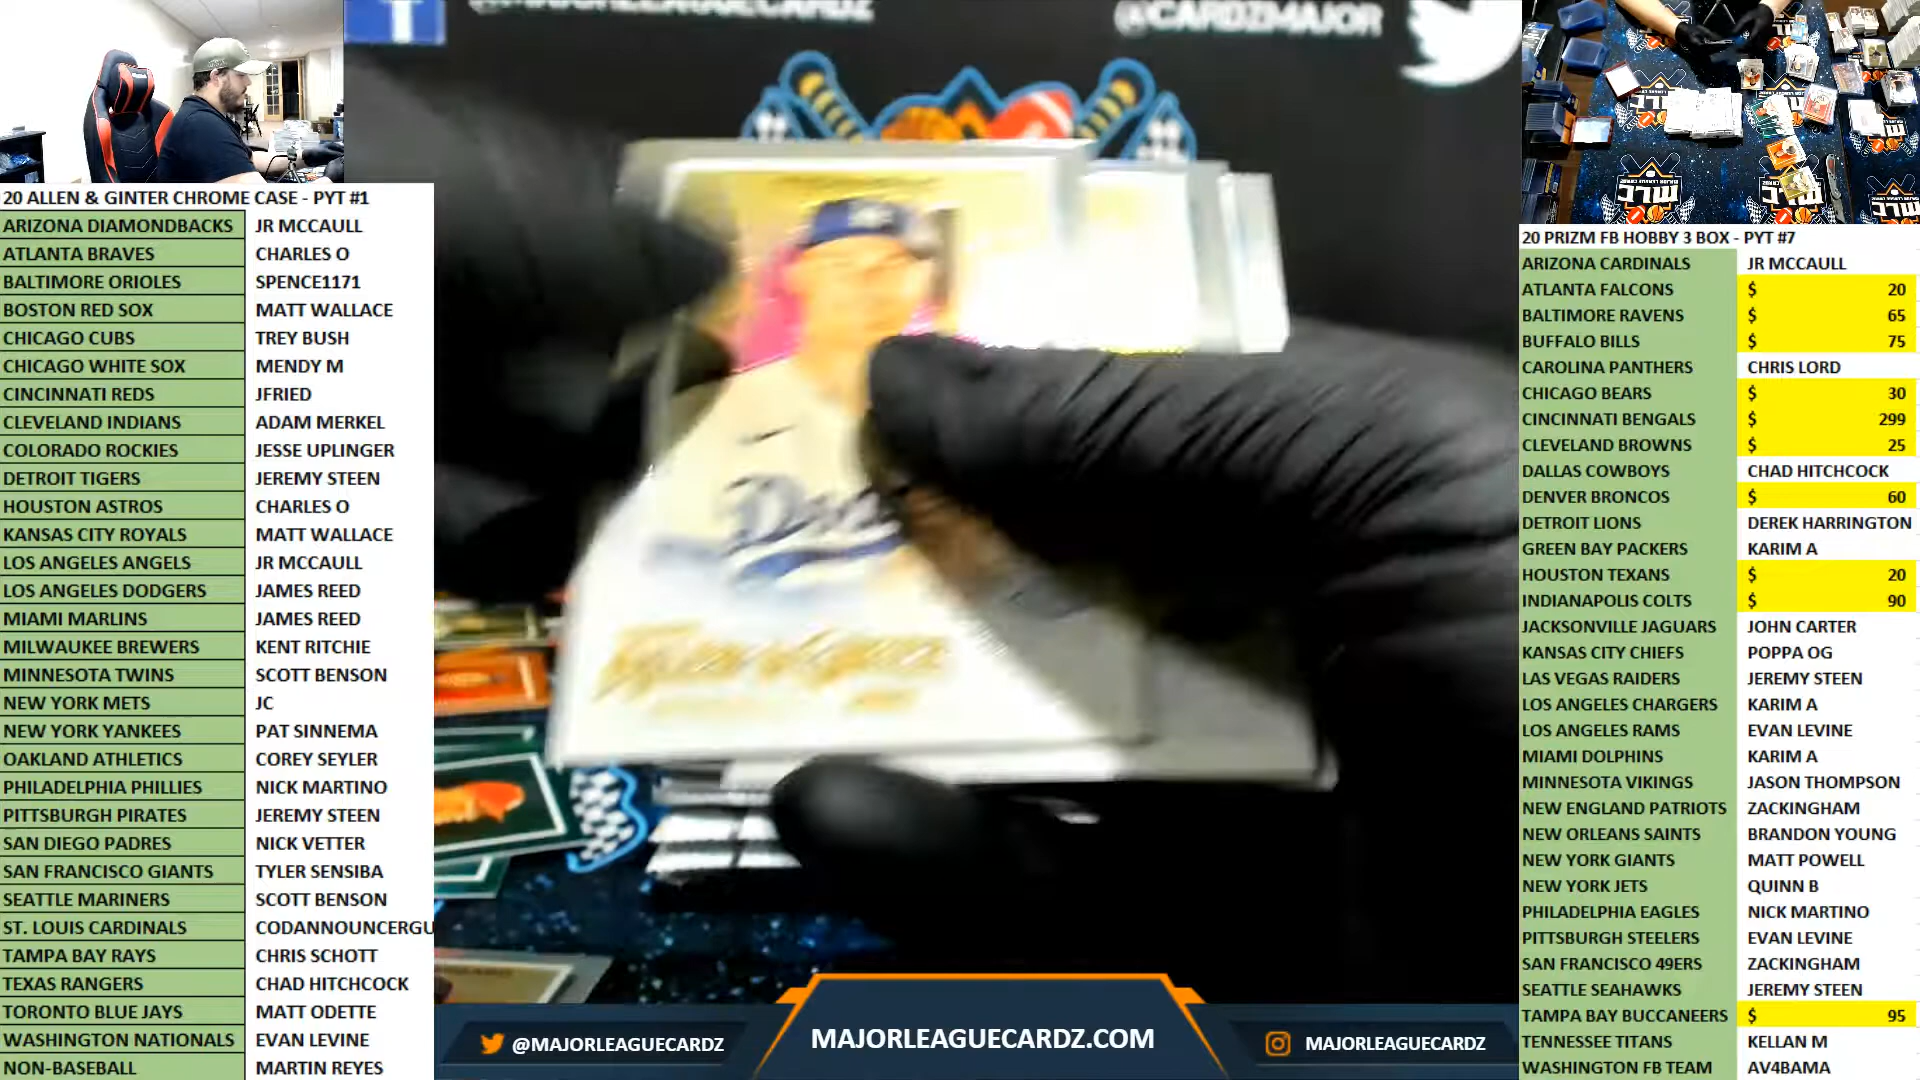 @CARDZMAJOR
20 ALLEN & GINTER CHROME CASE - PYT #1
ARIZONA DIAMONDBACKS JR MCCAULL
ATLANTA BRAVES CHARLES O
BALTIMORE ORIOLES SPENCE1171
BOSTON RED SOX MATT WALLACE
CHICAGO CUBS TREY BUSH
CHICAGO WHITE SOX MENDY M
CINCINNATI REDS JFRIED
CLEVELAND INDIANS ADAM MERKEL
COLORADO ROCKIES JESSE UPLINGER
DETROIT TIGERS JEREMY STEEN
HOUSTON ASTROS CHARLES O
KANSAS CITY ROYALS MATT WALLACE
LOS ANGELES ANGELS JR MCCAULL
LOS ANGELES DODGERS JAMES REED
MIAMI MARLINS JAMES REED
MILWAUKEE BREWERS KENT RITCHIE
MINNESOTA TWINS SCOTT BENSON
NEW YORK METS JC
NEW YORK YANKEES PAT SINNEMA
OAKLAND ATHLETICS COREY SEYLER
PHILADELPHIA PHILLIES NICK MARTINO
PITTSBURGH PIRATES JEREMY STEEN
SAN DIEGO PADRES NICK VETTER
SAN FRANCISCO GIANTS TYLER SENSIBA
SEATTLE MARINERS SCOTT BENSON
ST. LOUIS CARDINALS CODANNOUNCERGU
TAMPA BAY RAYS CHRIS SCHOTT
TEXAS RANGERS CHAD HITCHCOCK
TORONTO BLUE JAYS MATT ODETTE
WASHINGTON NATIONALS EVAN LEVINE
NON-BASEBALL MARTIN REYES
@MAJORLEAGUECARDZ
MAJORLEAGUECARDZ.COM
MAJORLEAGUECARDZ
20 PRIZM FB HOBBY 3 BOX - PYT #7
ARIZONA CARDINALS JR MCCAULL
ATLANTA FALCONS $ 20
BALTIMORE RAVENS $ 65
BUFFALO BILLS $ 75
CAROLINA PANTHERS CHRIS LORD
CHICAGO BEARS $ 30
CINCINNATI BENGALS $ 299
CLEVELAND BROWNS $ 25
DALLAS COWBOYS CHAD HITCHCOCK
DENVER BRONCOS $ 60
DETROIT LIONS DEREK HARRINGTON
GREEN BAY PACKERS KARIM A
HOUSTON TEXANS $ 20
INDIANAPOLIS COLTS $ 90
JACKSONVILLE JAGUARS JOHN CARTER
KANSAS CITY CHIEFS POPPA OG
LAS VEGAS RAIDERS JEREMY STEEN
LOS ANGELES CHARGERS KARIM A
LOS ANGELES RAMS EVAN LEVINE
MIAMI DOLPHINS KARIM A
MINNESOTA VIKINGS JASON THOMPSON
NEW ENGLAND PATRIOTS ZACKINGHAM
NEW ORLEANS SAINTS BRANDON YOUNG
NEW YORK GIANTS MATT POWELL
NEW YORK JETS QUINN B
PHILADELPHIA EAGLES NICK MARTINO
PITTSBURGH STEELERS EVAN LEVINE
SAN FRANCISCO 49ERS ZACKINGHAM
SEATTLE SEAHAWKS JEREMY STEEN
TAMPA BAY BUCCANEERS $ 95
TENNESSEE TITANS KELLAN M
WASHINGTON FB TEAM AV4BAMA